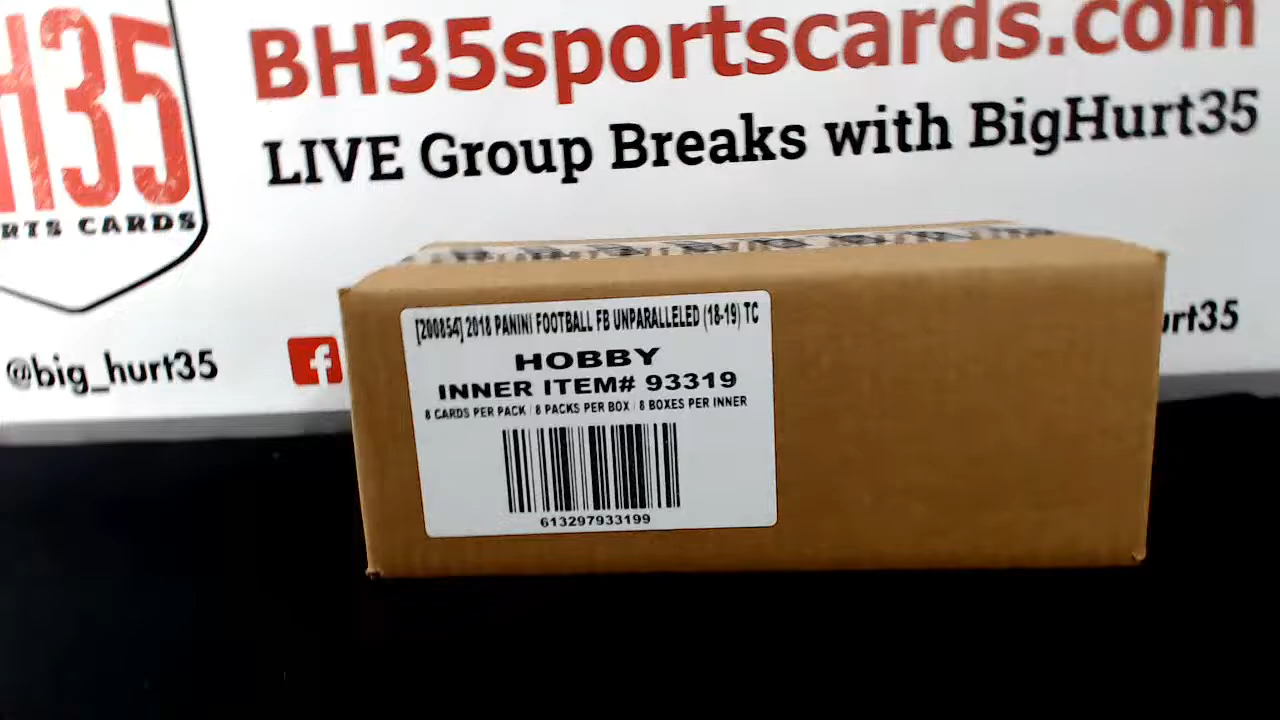 BH35sportscards.com
LIVE Group Breaks with BigHurt35
H35
RTS CARDS
@big_hurt35
f
urt35
[200854] 2018 PANINI FOOTBALL FB UNPARALLELED (18-19) TC
HOBBY
INNER ITEM# 93319
8 CARDS PER PACK / 8 PACKS PER BOX / 8 BOXES PER INNER
613297933199